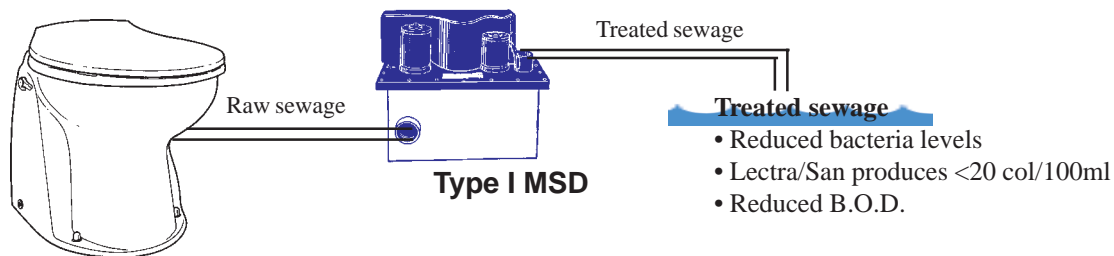 Treated sewage
Raw sewage
Type I MSD
Treated sewage
• Reduced bacteria levels
• Lectra/San produces <20 col/100ml
• Reduced B.O.D.